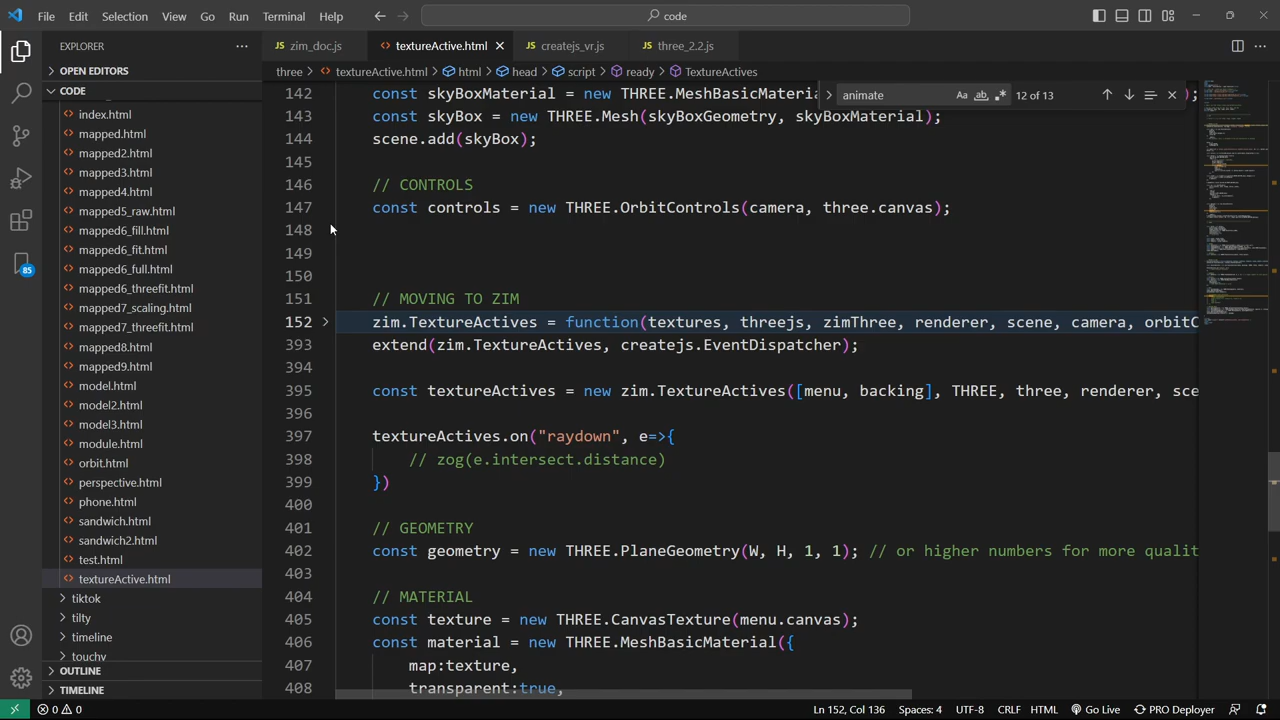 File Edit Selection View Go Run Terminal Help
code
EXPLORER
zim_doc.js
textureActive.html
createjs_vr.js
three_2.2.js
OPEN EDITORS
three > textureActive.html > html > head > script > ready > TextureActives
CODE
animate
ab
12 of 13
index.html
mapped.html
mapped2.html
mapped3.html
mapped4.html
mapped5_raw.html
mapped6_fill.html
mapped6_fit.html
mapped6_full.html
mapped6_threefit.html
mapped7_scaling.html
mapped7_threefit.html
mapped8.html
mapped9.html
model.html
model2.html
model3.html
module.html
orbit.html
perspective.html
phone.html
sandwich.html
sandwich2.html
test.html
textureActive.html
tiktok
tilty
timeline
touchy
OUTLINE
TIMELINE
85
142 const skyBoxMaterial = new THREE.MeshBasicMateria
143 const skyBox = new THREE.Mesh(skyBoxGeometry, skyBoxMaterial);
144 scene.add(skyBox);
145
146 // CONTROLS
147 const controls = new THREE.OrbitControls(camera, three.canvas);
148
149
150
151 // MOVING TO ZIM
152 zim.TextureActives = function(textures, threejs, zimThree, renderer, scene, camera, orbitC
393 extend(zim.TextureActives, createjs.EventDispatcher);
394
395 const textureActives = new zim.TextureActives([menu, backing], THREE, three, renderer, sce
396
397 textureActives.on("raydown", e=>{
398 // zog(e.intersect.distance)
399 })
400
401 // GEOMETRY
402 const geometry = new THREE.PlaneGeometry(W, H, 1, 1); // or higher numbers for more qualit
403
404 // MATERIAL
405 const texture = new THREE.CanvasTexture(menu.canvas);
406 const material = new THREE.MeshBasicMaterial({
407 map:texture,
408 transparent:true,
0 0 Ln 152, Col 136 Spaces: 4 UTF-8 CRLF HTML Go Live PRO Deployer